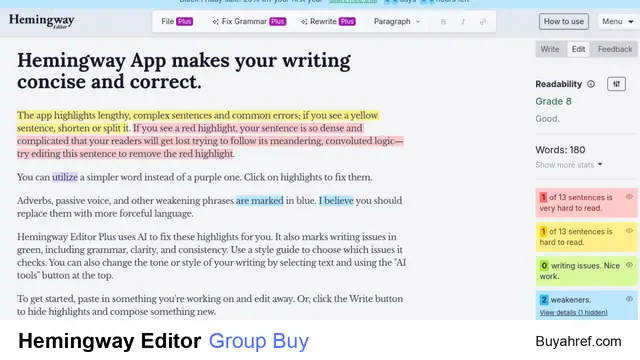 Hemingway
Editor
File Plus
Fix Grammar Plus
Rewrite Plus
Paragraph
B I
How to use
Menu
Hemingway App makes your writing
concise and correct.
The app highlights lengthy, complex sentences and common errors; if you see a yellow
sentence, shorten or split it. If you see a red highlight, your sentence is so dense and
complicated that your readers will get lost trying to follow its meandering, convoluted logic—
try editing this sentence to remove the red highlight.
You can utilize a simpler word instead of a purple one. Click on highlights to fix them.
Adverbs, passive voice, and other weakening phrases are marked in blue. I believe you should
replace them with more forceful language.
Hemingway Editor Plus uses AI to fix these highlights for you. It also marks writing issues in
green, including grammar, clarity, and consistency. Use a style guide to choose which issues it
checks. You can also change the tone or style of your writing by selecting text and using the "AI
tools" button at the top.
To get started, paste in something you're working on and edit away. Or, click the Write button
to hide highlights and compose something new.
Write Edit Feedback
Readability
Grade 8
Good.
Words: 180
Show more stats
1 of 13 sentences is
very hard to read.
1 of 13 sentences is
hard to read.
0 writing issues. Nice
work.
2 weakeners.
View details (1 hidden)
Hemingway Editor Group Buy
Buyahref.com